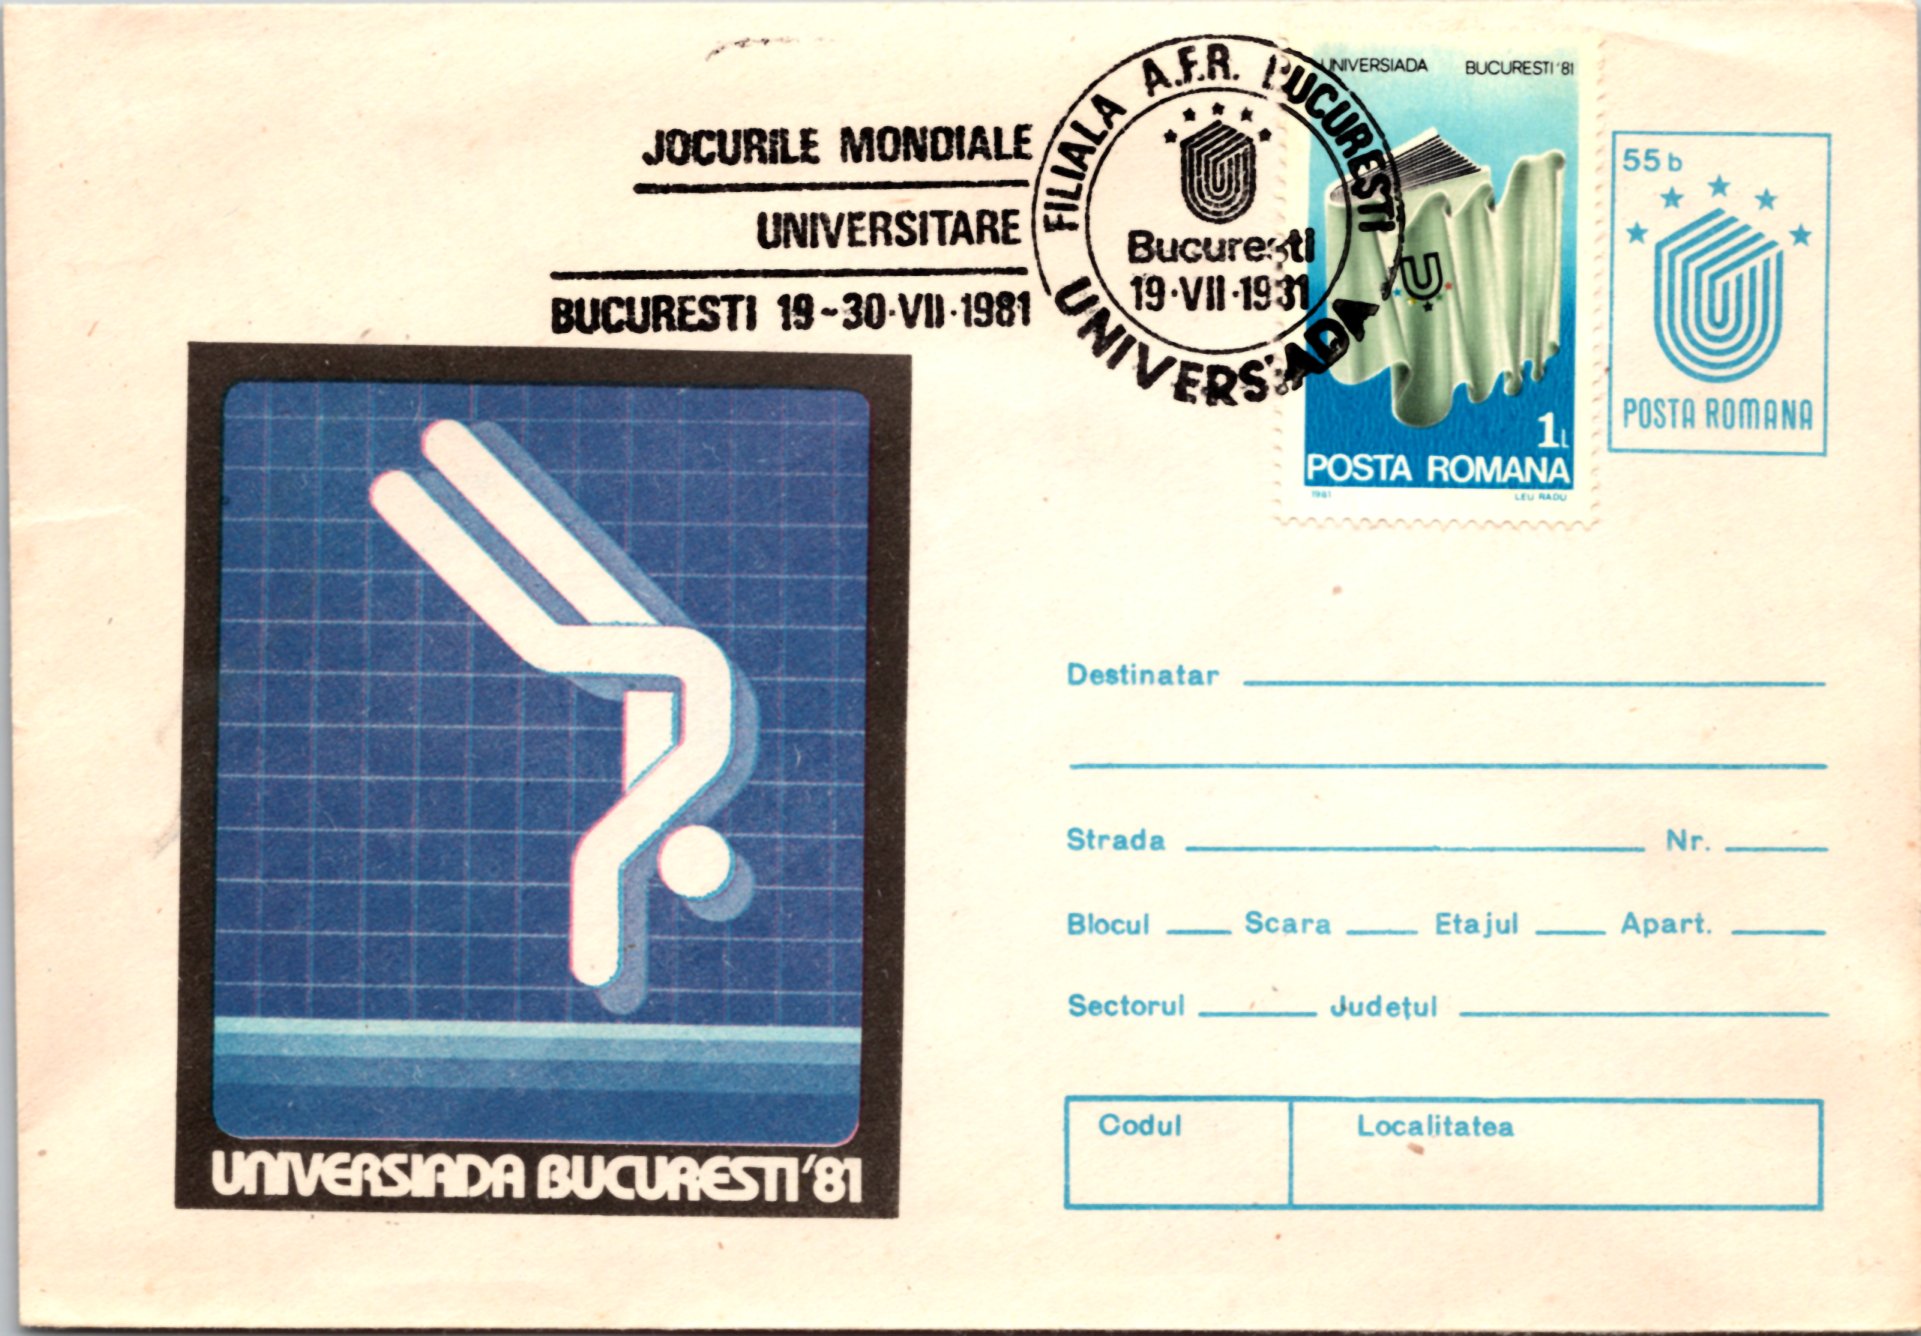 JOCURILE MONDIALE
UNIVERSITARE
BUCURESTI 19-30·VII·1981
FILIALA A.F.R. BUCURESTI
Bucuresti
19·VII·1981
UNIVERSIADA
UNIVERSIADA BUCURESTI '81
U
1L
POSTA ROMANA
1981 LEU RADU
55 b
POSTA ROMANA
UNIVERSIADA BUCURESTI '81
Destinatar
Strada Nr.
Blocul Scara Etajul Apart.
Sectorul Județul
Codul Localitatea